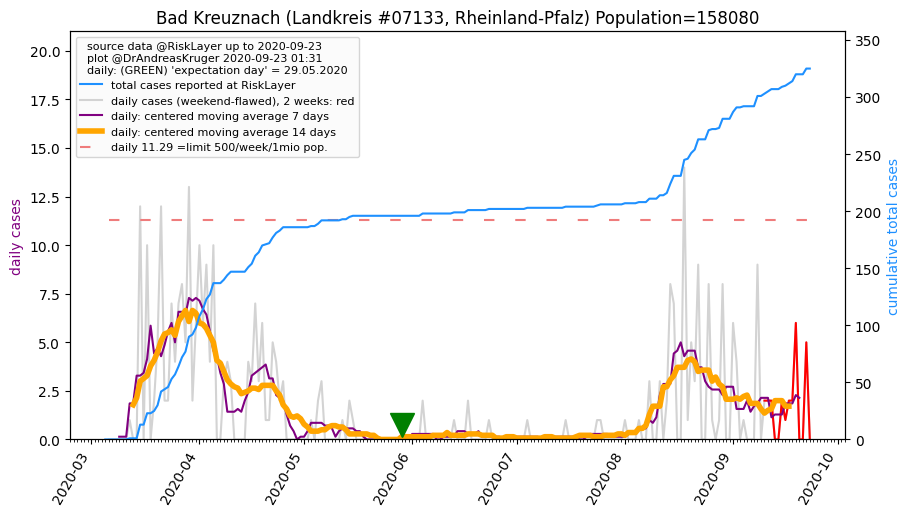 Bad Kreuznach (Landkreis #07133, Rheinland-Pfalz) Population=158080
source data @RiskLayer up to 2020-09-23
plot @DrAndreasKruger 2020-09-23 01:31
daily: (GREEN) 'expectation day' = 29.05.2020
total cases reported at RiskLayer
daily cases (weekend-flawed), 2 weeks: red
daily: centered moving average 7 days
daily: centered moving average 14 days
daily 11.29 =limit 500/week/1mio pop.
daily cases
20.0
17.5
15.0
12.5
10.0
7.5
5.0
2.5
0.0
350
300
250
200
150
100
50
0
cumulative total cases
2020-03
2020-04
2020-05
2020-06
2020-07
2020-08
2020-09
2020-10